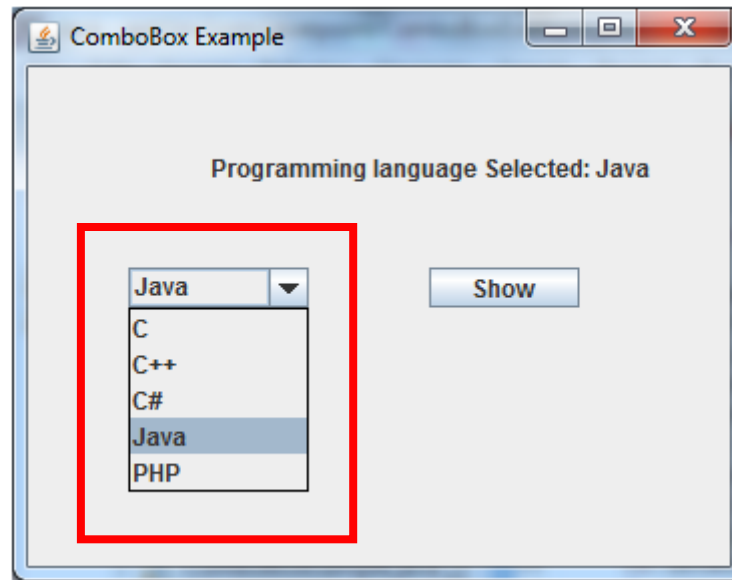 ComboBox Example
Programming language Selected: Java
Java
Show
C
C++
C#
Java
PHP